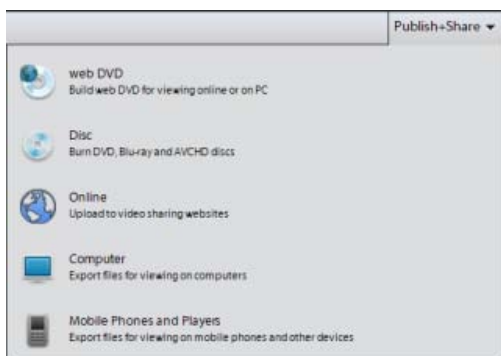 Publish+Share
web DVD
Build web DVD for viewing online or on PC
Disc
Burn DVD, Blu-ray and AVCHD discs
Online
Upload to video sharing websites
Computer
Export files for viewing on computers
Mobile Phones and Players
Export files for viewing on mobile phones and other devices